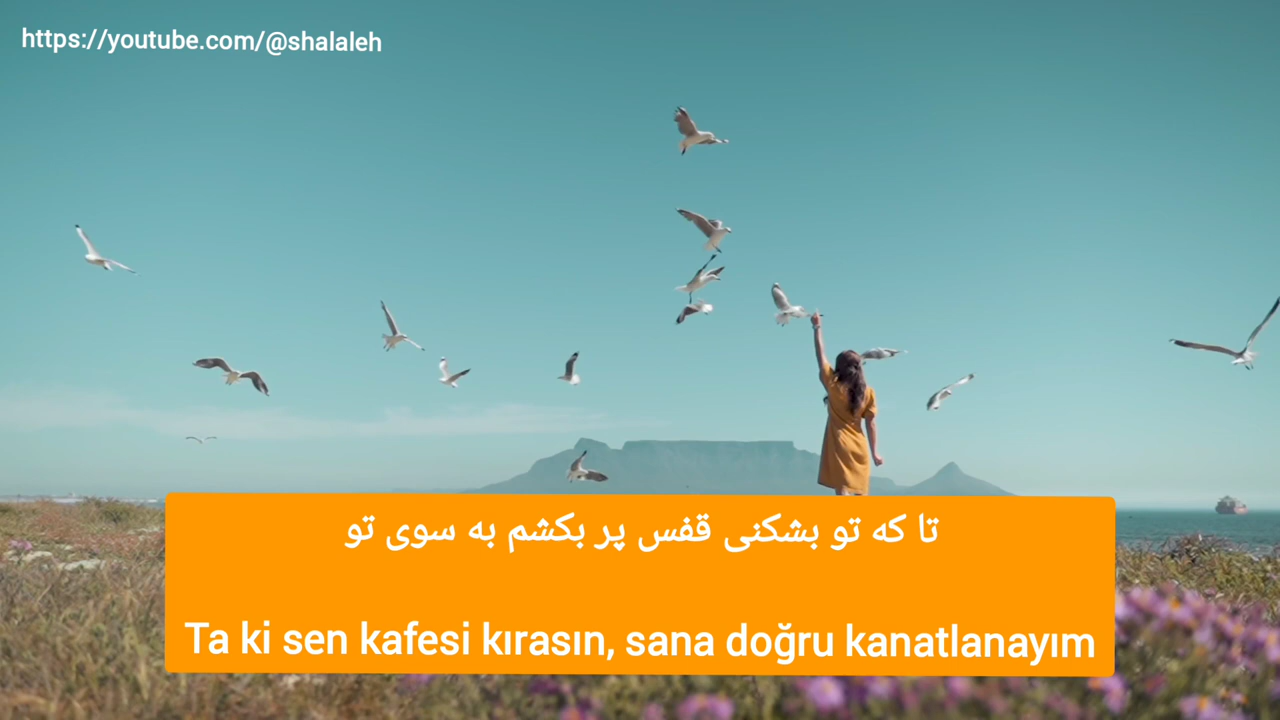 https://youtube.com/@shalaleh
تا که تو بشکنی قفس پر بکشم به سوی تو
Ta ki sen kafesi kırasın, sana doğru kanatlanayım